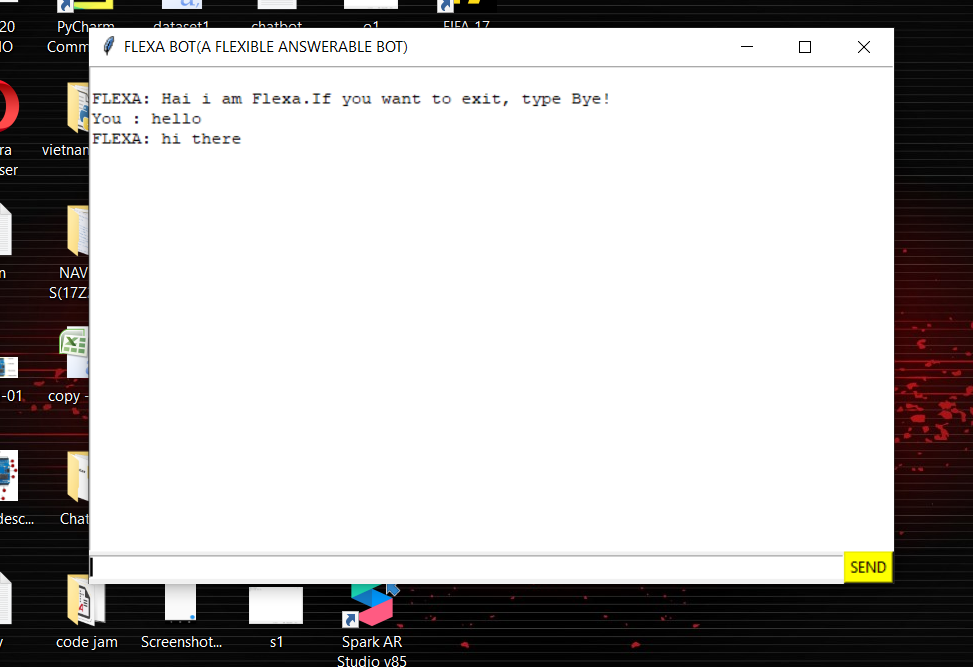 20
PyCharm
dataset1
chatbot
o1
FIFA 17
IO
Comm
FLEXA BOT(A FLEXIBLE ANSWERABLE BOT)
FLEXA: Hai i am Flexa.If you want to exit, type Bye!
You : hello
FLEXA: hi there
ra
vietnan
ser
n
NAV
S(17Z
-01
copy -
desc...
Chat
SEND
y
code jam
Screenshot...
s1
Spark AR
Studio v85